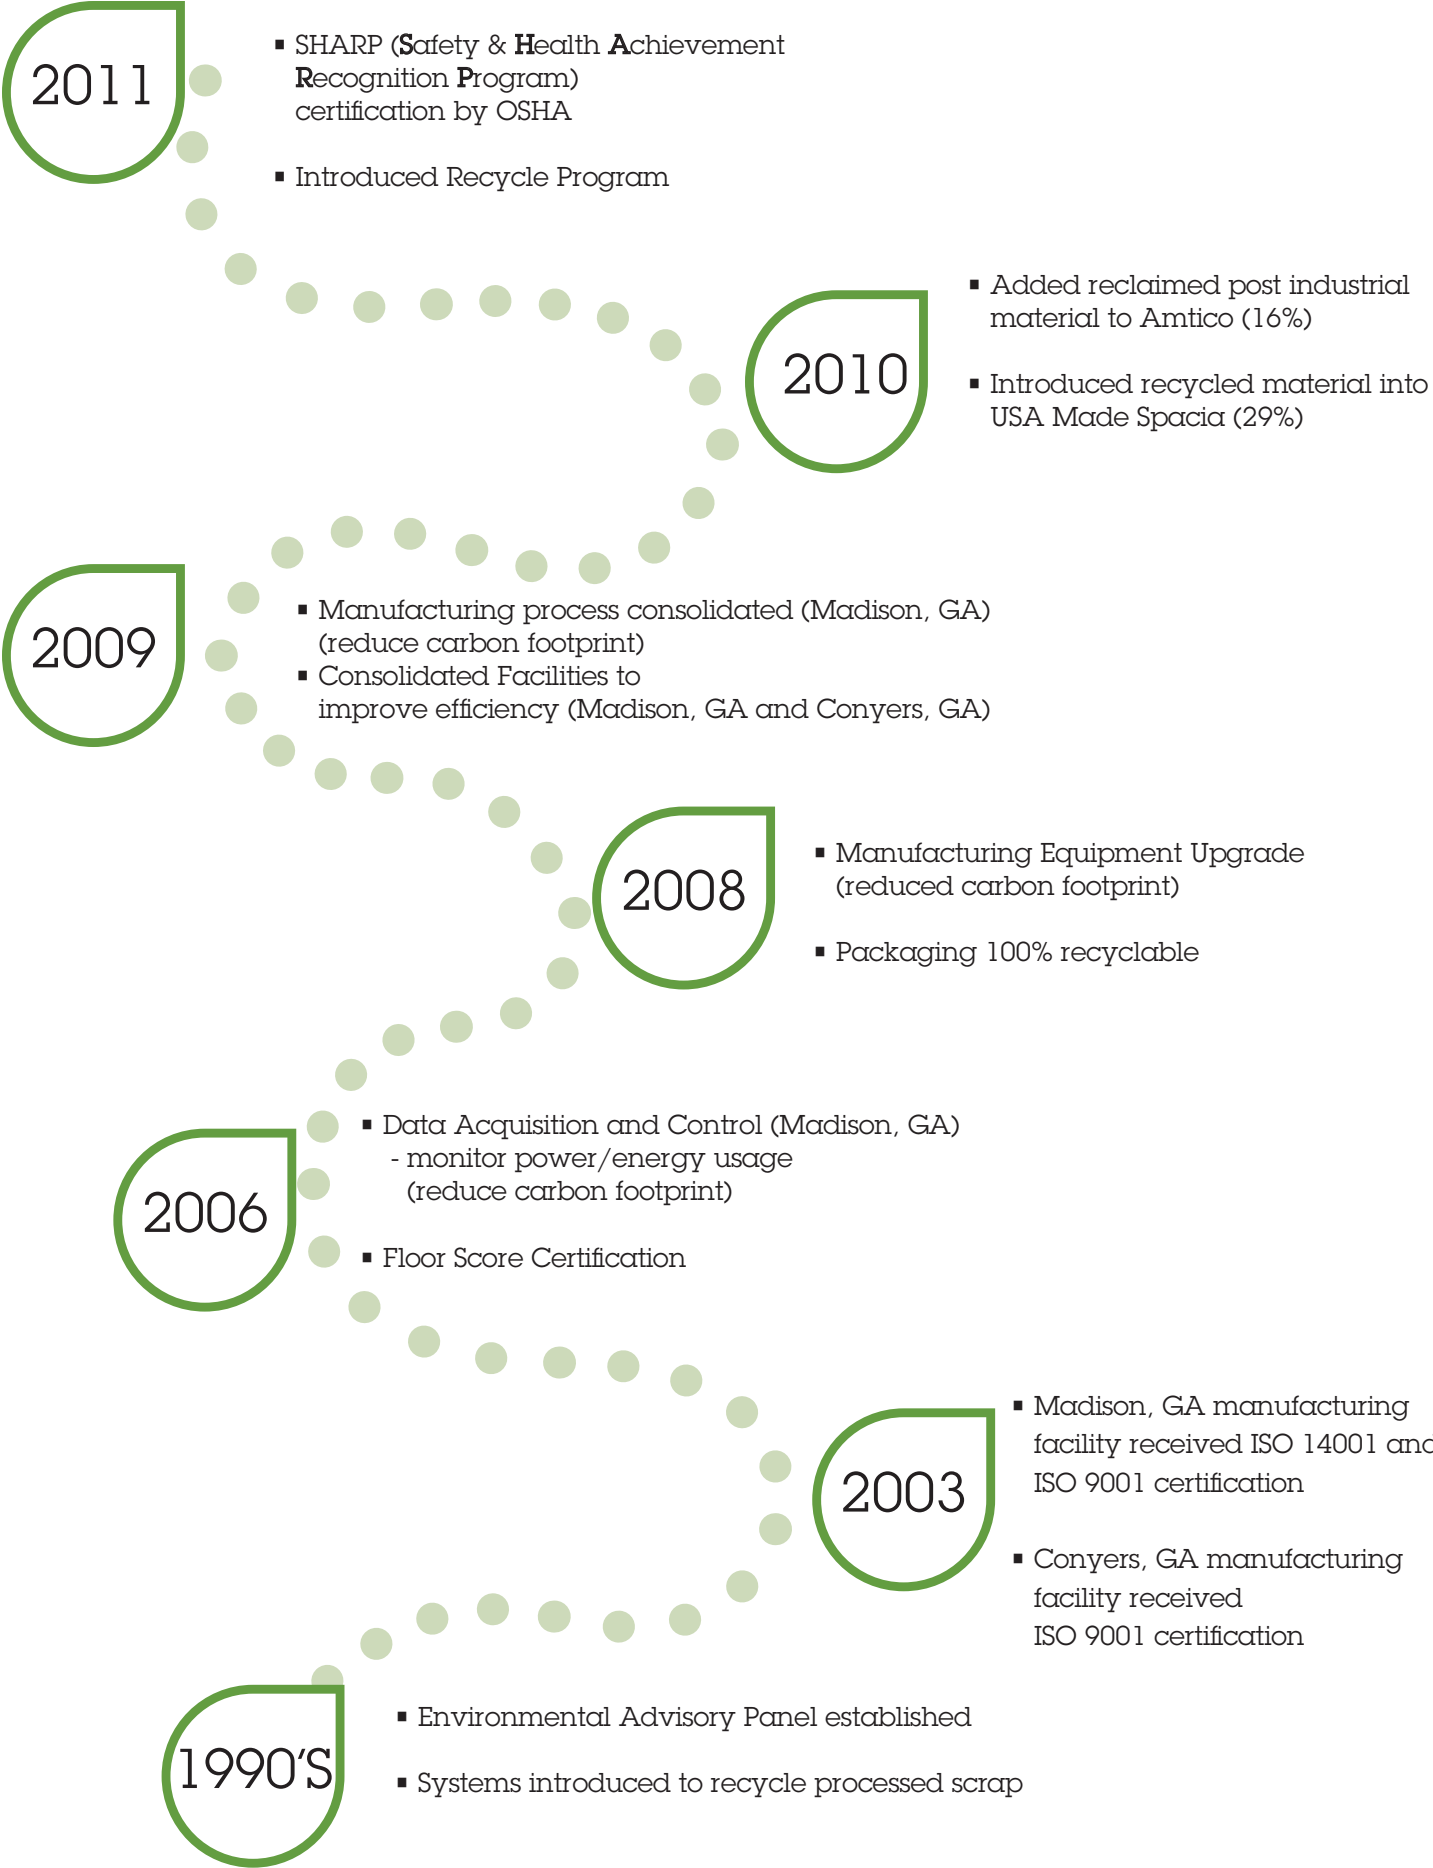 2011
▪ SHARP (Safety & Health Achievement
Recognition Program)
certification by OSHA
▪ Introduced Recycle Program
2010
▪ Added reclaimed post industrial
material to Amtico (16%)
▪ Introduced recycled material into
USA Made Spacia (29%)
2009
▪ Manufacturing process consolidated (Madison, GA)
(reduce carbon footprint)
▪ Consolidated Facilities to
improve efficiency (Madison, GA and Conyers, GA)
2008
▪ Manufacturing Equipment Upgrade
(reduced carbon footprint)
▪ Packaging 100% recyclable
2006
▪ Data Acquisition and Control (Madison, GA)
- monitor power/energy usage
(reduce carbon footprint)
▪ Floor Score Certification
2003
▪ Madison, GA manufacturing
facility received ISO 14001 and
ISO 9001 certification
▪ Conyers, GA manufacturing
facility received
ISO 9001 certification
1990'S
▪ Environmental Advisory Panel established
▪ Systems introduced to recycle processed scrap